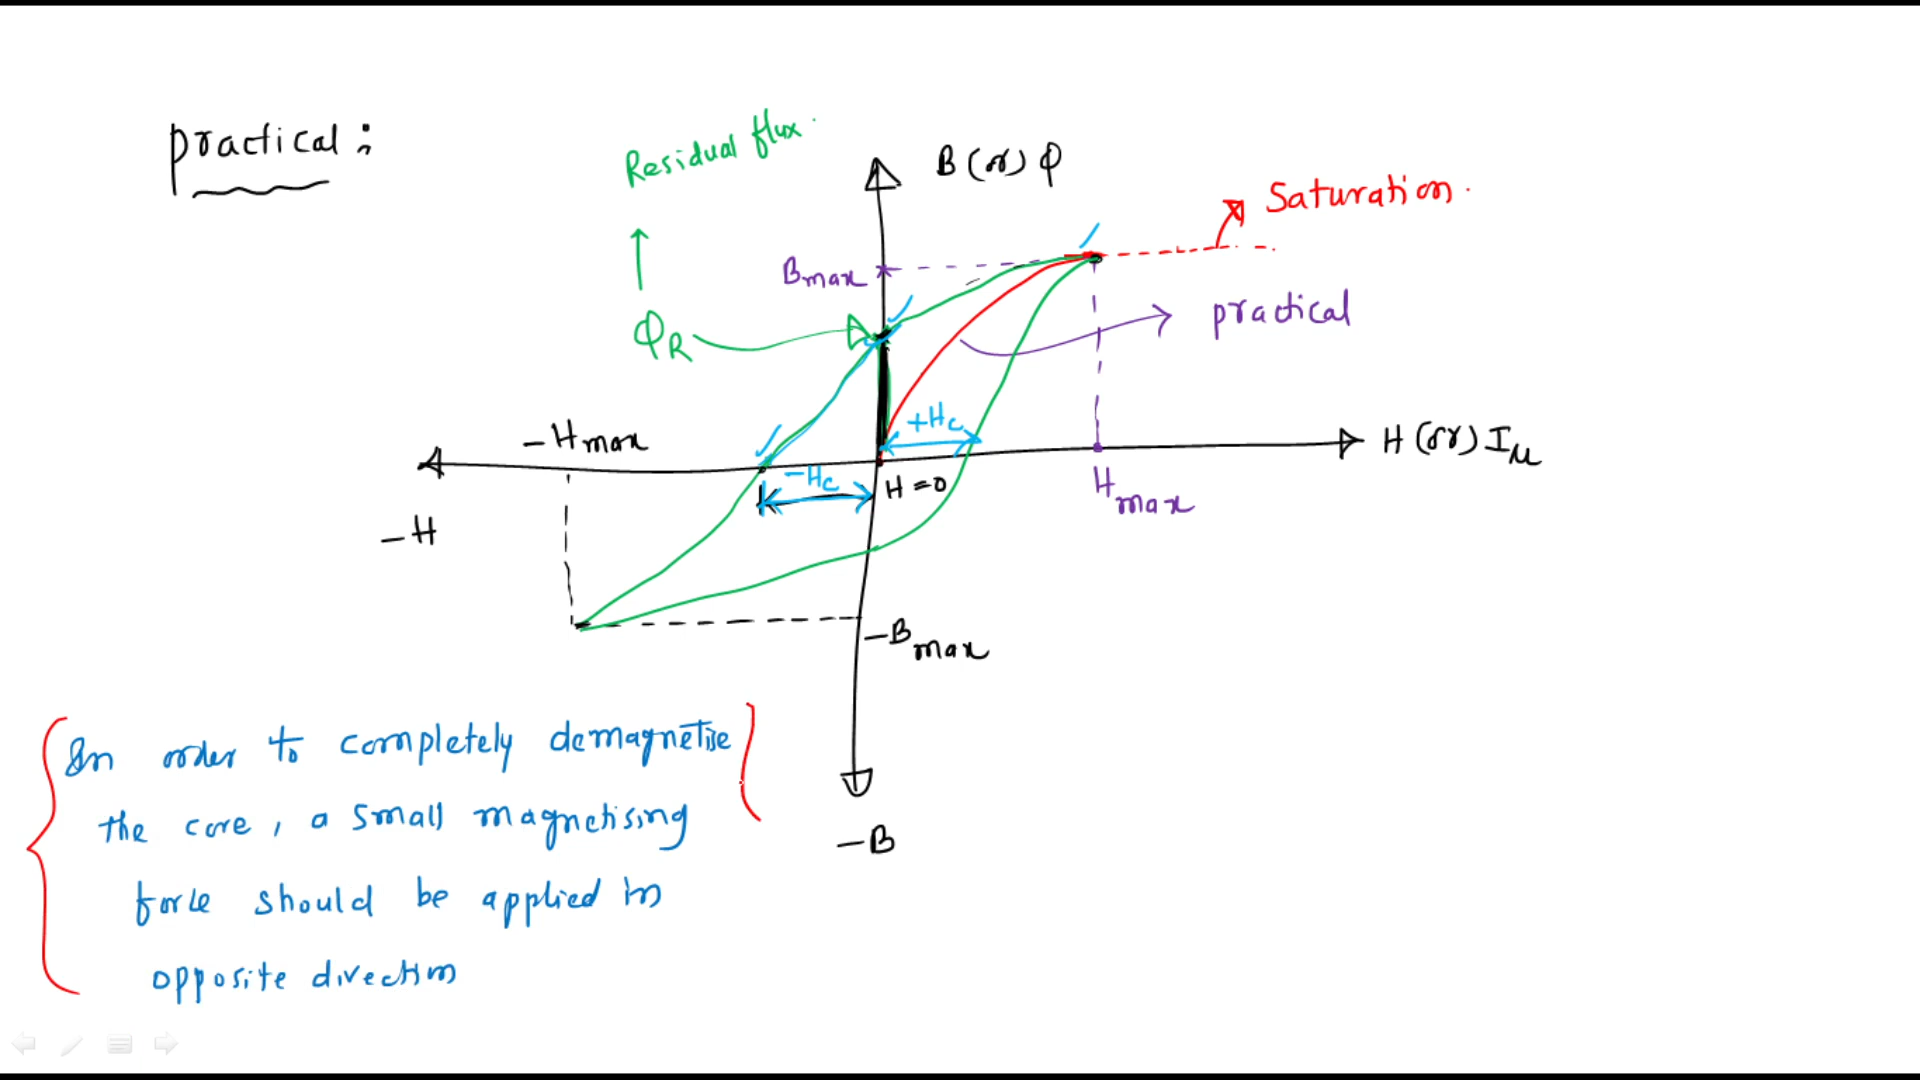 practical :
Residual flux.
B (or) φ
Saturation.
Bmax
φR
practical
+Hc
-Hmax
H (or) Iμ
-Hc
H = 0
Hmax
-H
-Bmax
In order to completely demagnetise
the core, a small magnetising
force should be applied in
opposite direction
-B